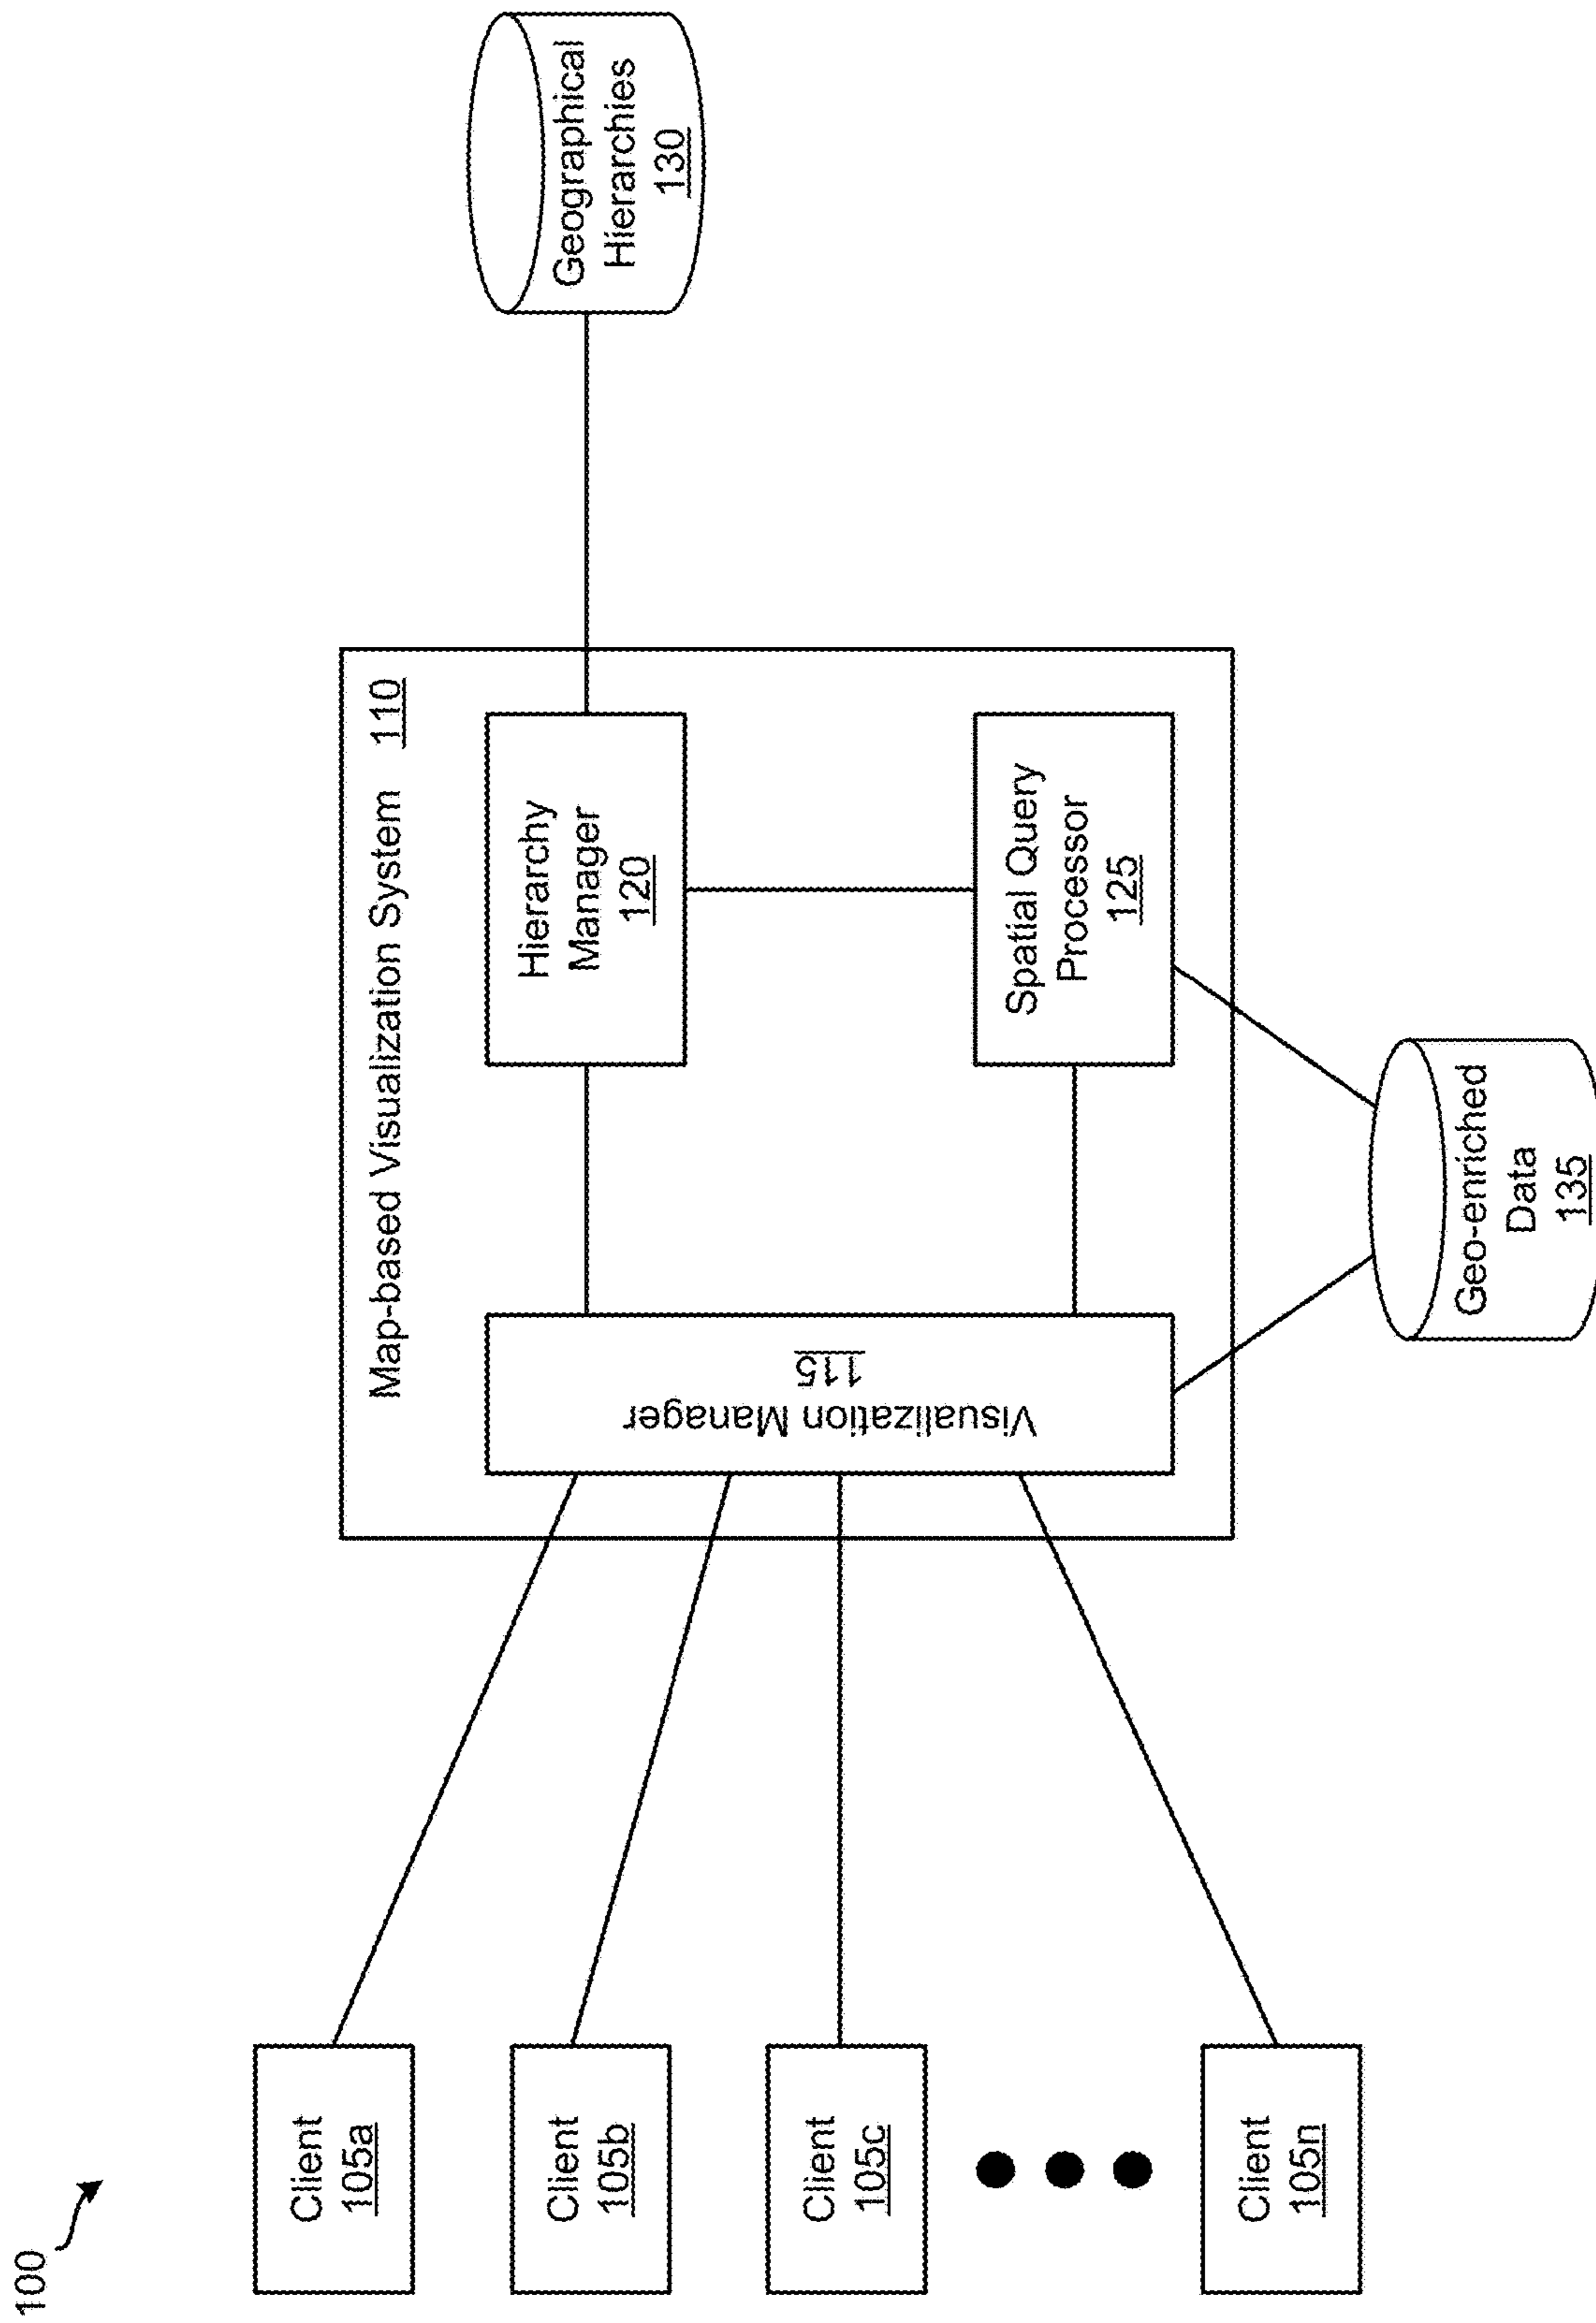 100
Client
105a
Client
105b
Client
105c
Client
105n
Map-based Visualization System 110
Visualization Manager
115
Hierarchy
Manager
120
Spatial Query
Processor
125
Geographical
Hierarchies
130
Geo-enriched
Data
135